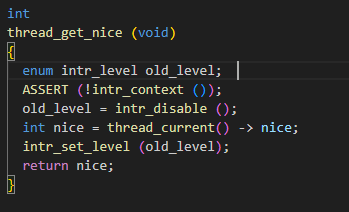 int
thread_get_nice (void)
{
enum intr_level old_level;
ASSERT (!intr_context ());
old_level = intr_disable ();
int nice = thread_current() -> nice;
intr_set_level (old_level);
return nice;
}